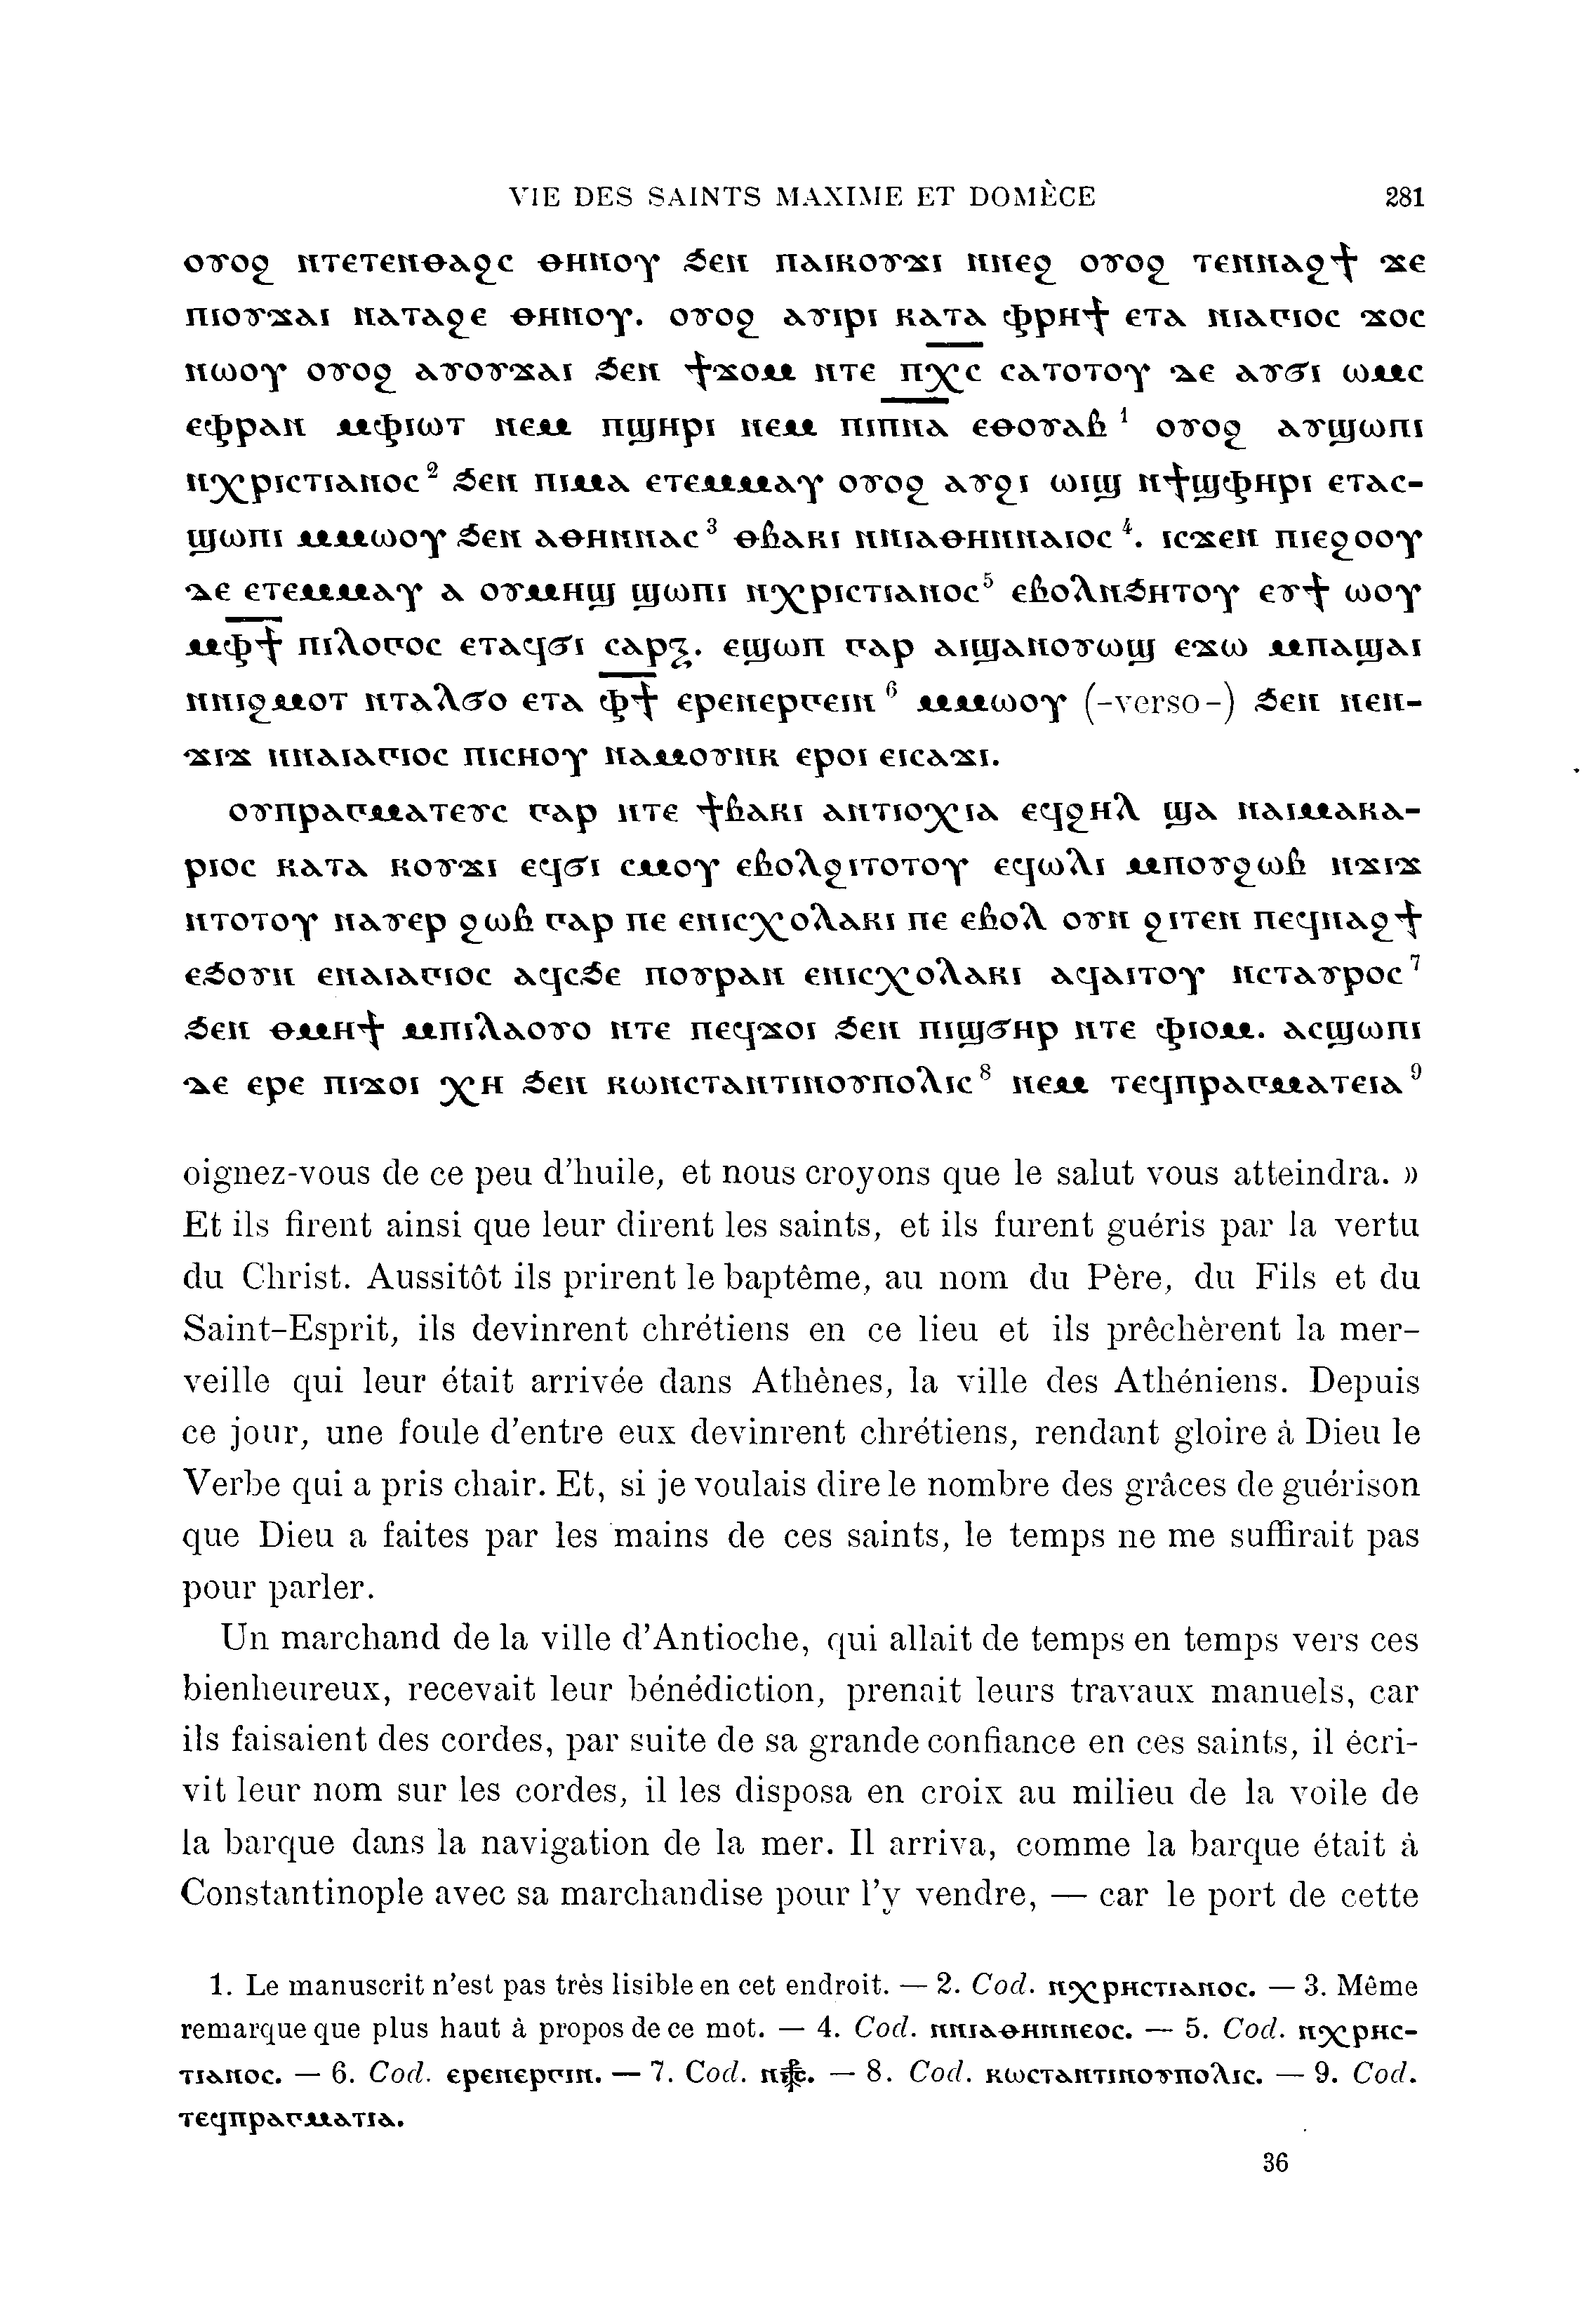 VIE DES SAINTS MAXIME ET DOMÈCE 281
ⲟⲩⲟϩ ⲛⲧⲉⲧⲉⲛⲑⲁϩⲥ ⲑⲏⲛⲟⲩ ϧⲉⲛ ⲡⲁⲓⲕⲟⲩϫⲓ ⲛⲛⲉϩ ⲟⲩⲟϩ ⲧⲉⲛⲛⲁϩϯ ϫⲉ
ⲡⲓⲟⲩϫⲁⲓ ⲛⲁⲧⲁϩⲉ ⲑⲏⲛⲟⲩ. ⲟⲩⲟϩ ⲁⲩⲓⲣⲓ ⲕⲁⲧⲁ ⲫⲣⲏϯ ⲉⲧⲁ ⲛⲓⲁⲅⲓⲟⲥ ϫⲟⲥ
ⲛⲱⲟⲩ ⲟⲩⲟϩ ⲁⲩⲟⲩϫⲁⲓ ϧⲉⲛ ϯϫⲟⲙ ⲛⲧⲉ ⲡ̅ⲭ̅ⲥ̅ ⲥⲁⲧⲟⲧⲟⲩ ⲇⲉ ⲁⲩϭⲓ ⲱⲙⲥ
ⲉⲫⲣⲁⲛ ⲙⲫⲓⲱⲧ ⲛⲉⲙ ⲡϣⲏⲣⲓ ⲛⲉⲙ ⲡⲓⲡ̅ⲛ̅ⲁ̅ ⲉⲑⲟⲩⲁⲃ ¹ ⲟⲩⲟϩ ⲁⲩϣⲱⲡⲓ
ⲛⲭⲣⲓⲥⲧⲓⲁⲛⲟⲥ ² ϧⲉⲛ ⲡⲓⲙⲁ ⲉⲧⲉⲙⲙⲁⲩ ⲟⲩⲟϩ ⲁⲩϩⲓ ⲱⲓϣ ⲛϯϣⲫⲏⲣⲓ ⲉⲧⲁⲥ-
ϣⲱⲡⲓ ⲙⲙⲱⲟⲩ ϧⲉⲛ ⲁⲑⲏⲛⲛⲁⲥ ³ ⲑⲃⲁⲕⲓ ⲛⲛⲓⲁⲑⲏⲛⲛⲁⲓⲟⲥ ⁴. ⲓⲥϫⲉⲛ ⲡⲓⲉϩⲟⲟⲩ
ⲇⲉ ⲉⲧⲉⲙⲙⲁⲩ ⲁ ⲟⲩⲙⲏϣ ϣⲱⲡⲓ ⲛⲭⲣⲓⲥⲧⲓⲁⲛⲟⲥ ⁵ ⲉⲃⲟⲗⲛϧⲏⲧⲟⲩ ⲉⲩϯ ⲱⲟⲩ
ⲙⲫ̅ϯ̅ ⲡⲓⲗⲟⲅⲟⲥ ⲉⲧⲁϥϭⲓ ⲥⲁⲣⲝ. ⲉϣⲱⲡ ⲅⲁⲣ ⲁⲓϣⲁⲛⲟⲩⲱϣ ⲉϫⲱ ⲙⲡⲁϣⲁⲓ
ⲛⲛⲓϩⲙⲟⲧ ⲛⲧⲁⲗϭⲟ ⲉⲧⲁ ⲫ̅ϯ̅ ⲉⲣⲉⲛⲉⲣⲅⲉⲓⲛ ⁶ ⲙⲙⲱⲟⲩ (-verso-) ϧⲉⲛ ⲛⲉⲛ-
ϫⲓϫ ⲛⲛⲁⲓⲁⲅⲓⲟⲥ ⲡⲓⲥⲏⲟⲩ ⲛⲁⲙⲟⲩⲛⲕ ⲉⲣⲟⲓ ⲉⲓⲥⲁϫⲓ.
ⲟⲩⲡⲣⲁⲅⲙⲁⲧⲉⲩⲥ ⲅⲁⲣ ⲛⲧⲉ ϯⲃⲁⲕⲓ ⲁⲛⲧⲓⲟⲭⲓⲁ ⲉϥϩⲏⲗ ϣⲁ ⲛⲁⲓⲙⲁⲕⲁ-
ⲣⲓⲟⲥ ⲕⲁⲧⲁ ⲕⲟⲩϫⲓ ⲉϥϭⲓ ⲥⲙⲟⲩ ⲉⲃⲟⲗϩⲓⲧⲟⲧⲟⲩ ⲉϥⲱⲗⲓ ⲙⲡⲟⲩϩⲱⲃ ⲛϫⲓϫ
ⲛⲧⲟⲧⲟⲩ ⲛⲁⲩⲉⲣ ϩⲱⲃ ⲅⲁⲣ ⲡⲉ ⲉⲛⲓⲥⲭⲟⲗⲁⲕⲓ ⲡⲉ ⲉⲃⲟⲗ ⲟⲩⲛ ϩⲓⲧⲉⲛ ⲡⲉϥⲛⲁϩϯ
ⲉϧⲟⲩⲛ ⲉⲛⲁⲓⲁⲅⲓⲟⲥ ⲁϥⲥϧⲉ ⲡⲟⲩⲣⲁⲛ ⲉⲛⲓⲥⲭⲟⲗⲁⲕⲓ ⲁϥⲁⲓⲧⲟⲩ ⲛⲥⲧⲁⲩⲣⲟⲥ ⁷
ϧⲉⲛ ⲑⲙⲏϯ ⲙⲡⲓⲗⲁⲟⲩⲟ ⲛⲧⲉ ⲡⲉϥϫⲟⲓ ϧⲉⲛ ⲡⲓϣϭⲏⲣ ⲛⲧⲉ ⲫⲓⲟⲙ. ⲁⲥϣⲱⲡⲓ
ⲇⲉ ⲉⲣⲉ ⲡⲓϫⲟⲓ ⲭⲏ ϧⲉⲛ ⲕⲱⲛⲥⲧⲁⲛⲧⲓⲛⲟⲩⲡⲟⲗⲓⲥ ⁸ ⲛⲉⲙ ⲧⲉϥⲡⲣⲁⲅⲙⲁⲧⲉⲓⲁ ⁹
oignez-vous de ce peu d'huile, et nous croyons que le salut vous atteindra. »
Et ils firent ainsi que leur dirent les saints, et ils furent guéris par la vertu
du Christ. Aussitôt ils prirent le baptême, au nom du Père, du Fils et du
Saint-Esprit, ils devinrent chrétiens en ce lieu et ils prêchèrent la mer-
veille qui leur était arrivée dans Athènes, la ville des Athéniens. Depuis
ce jour, une foule d'entre eux devinrent chrétiens, rendant gloire à Dieu le
Verbe qui a pris chair. Et, si je voulais dire le nombre des grâces de guérison
que Dieu a faites par les mains de ces saints, le temps ne me suffirait pas
pour parler.
Un marchand de la ville d'Antioche, qui allait de temps en temps vers ces
bienheureux, recevait leur bénédiction, prenait leurs travaux manuels, car
ils faisaient des cordes, par suite de sa grande confiance en ces saints, il écri-
vit leur nom sur les cordes, il les disposa en croix au milieu de la voile de
la barque dans la navigation de la mer. Il arriva, comme la barque était à
Constantinople avec sa marchandise pour l'y vendre, — car le port de cette
1. Le manuscrit n'est pas très lisible en cet endroit. — 2. Cod. ⲛⲭⲣⲏⲥⲧⲓⲁⲛⲟⲥ. — 3. Même
remarque que plus haut à propos de ce mot. — 4. Cod. ⲛⲛⲓⲁⲑⲏⲛⲛⲉⲟⲥ. — 5. Cod. ⲛⲭⲣⲏⲥ-
ⲧⲓⲁⲛⲟⲥ. — 6. Cod. ⲉⲣⲉⲛⲉⲣⲅⲓⲛ. — 7. Cod. — 8. Cod. ⲕⲱⲥⲧⲁⲛⲧⲓⲛⲟⲩⲡⲟⲗⲓⲥ. — 9. Cod.
ⲧⲉϥⲡⲣⲁⲅⲙⲁⲧⲓⲁ.
36